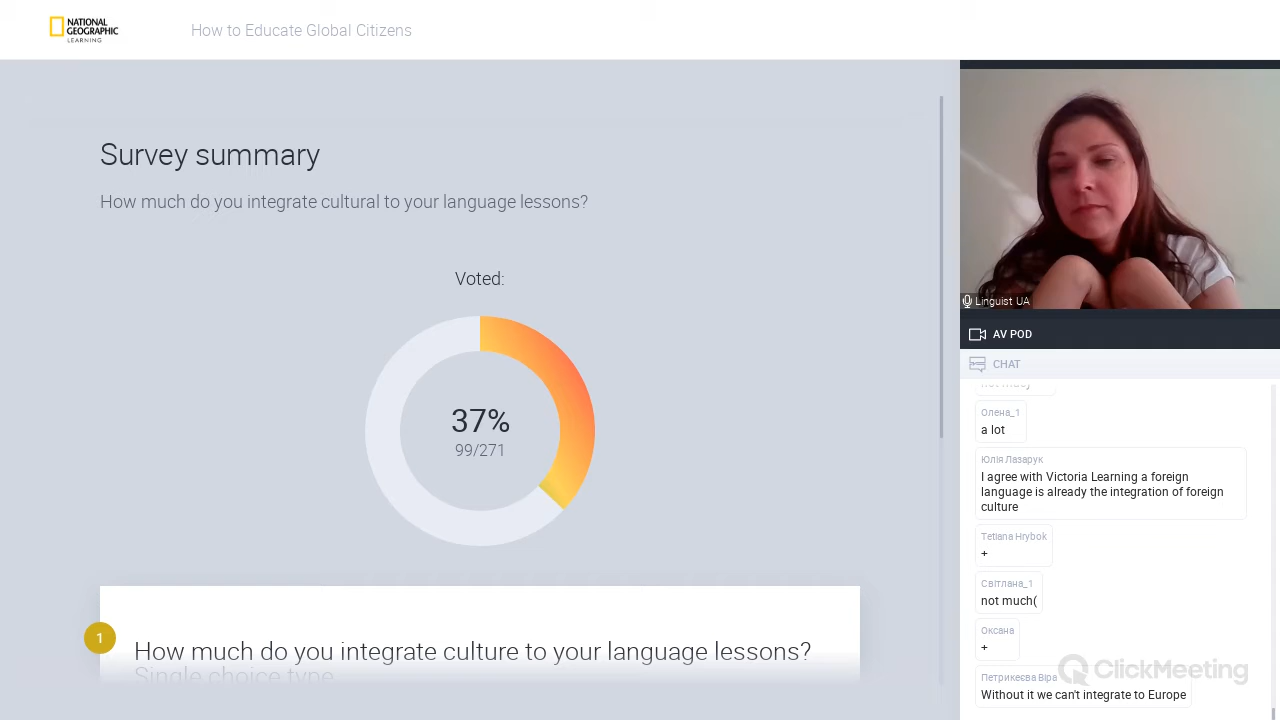 NATIONAL
GEOGRAPHIC
LEARNING
How to Educate Global Citizens
Survey summary
How much do you integrate cultural to your language lessons?
Voted:
37%
99/271
1
How much do you integrate culture to your language lessons?
Single choice type
Linguist UA
AV POD
CHAT
Олена_1
a lot
Юлія Лазарук
I agree with Victoria Learning a foreign
language is already the integration of foreign
culture
Tetiana Hrybok
+
Світлана_1
not much(
Оксана
+
Петрикеєва Віра
Without it we can't integrate to Europe
ClickMeeting